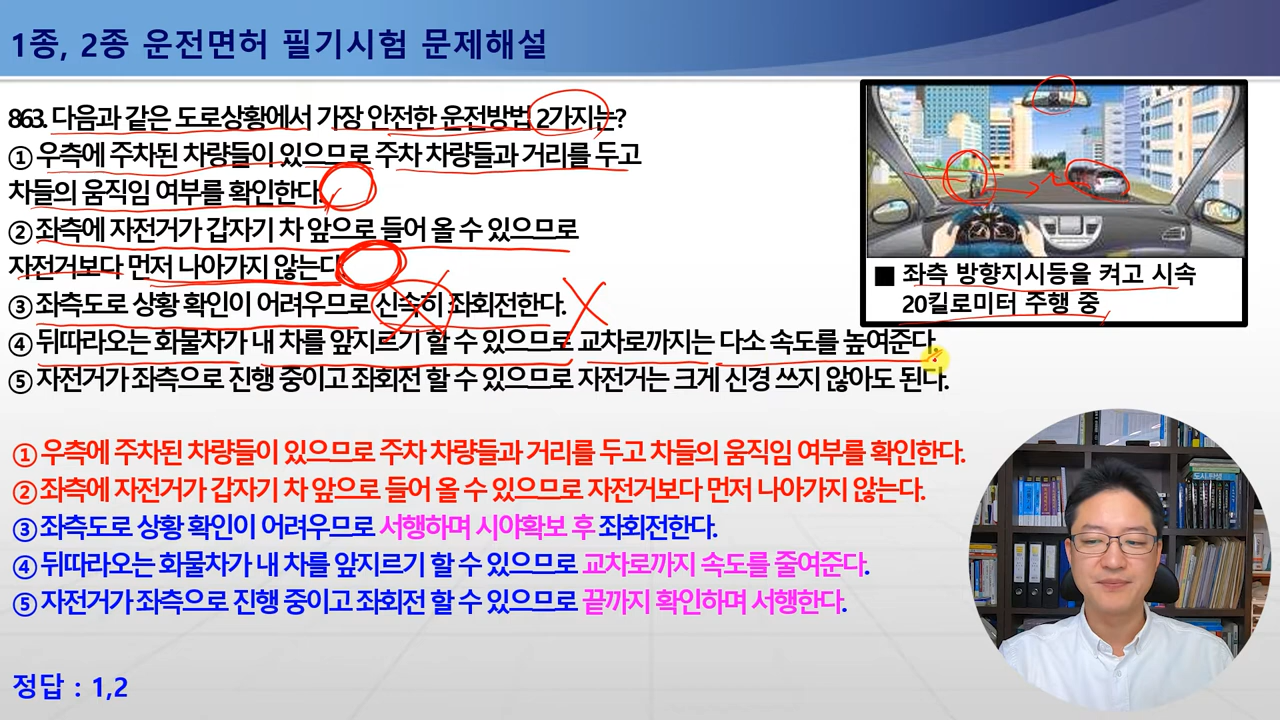 1종, 2종 운전면허 필기시험 문제해설
863. 다음과 같은 도로상황에서 가장 안전한 운전방법 2가지는?
① 우측에 주차된 차량들이 있으므로 주차 차량들과 거리를 두고
차들의 움직임 여부를 확인한다.
② 좌측에 자전거가 갑자기 차 앞으로 들어 올 수 있으므로
자전거보다 먼저 나아가지 않는다.
③ 좌측도로 상황 확인이 어려우므로 신속히 좌회전한다.
④ 뒤따라오는 화물차가 내 차를 앞지르기 할 수 있으므로 교차로까지는 다소 속도를 높여준다.
⑤ 자전거가 좌측으로 진행 중이고 좌회전 할 수 있으므로 자전거는 크게 신경 쓰지 않아도 된다.
■ 좌측 방향지시등을 켜고 시속
20킬로미터 주행 중
① 우측에 주차된 차량들이 있으므로 주차 차량들과 거리를 두고 차들의 움직임 여부를 확인한다.
② 좌측에 자전거가 갑자기 차 앞으로 들어 올 수 있으므로 자전거보다 먼저 나아가지 않는다.
③ 좌측도로 상황 확인이 어려우므로 서행하며 시야확보 후 좌회전한다.
④ 뒤따라오는 화물차가 내 차를 앞지르기 할 수 있으므로 교차로까지 속도를 줄여준다.
⑤ 자전거가 좌측으로 진행 중이고 좌회전 할 수 있으므로 끝까지 확인하며 서행한다.
정답 : 1,2